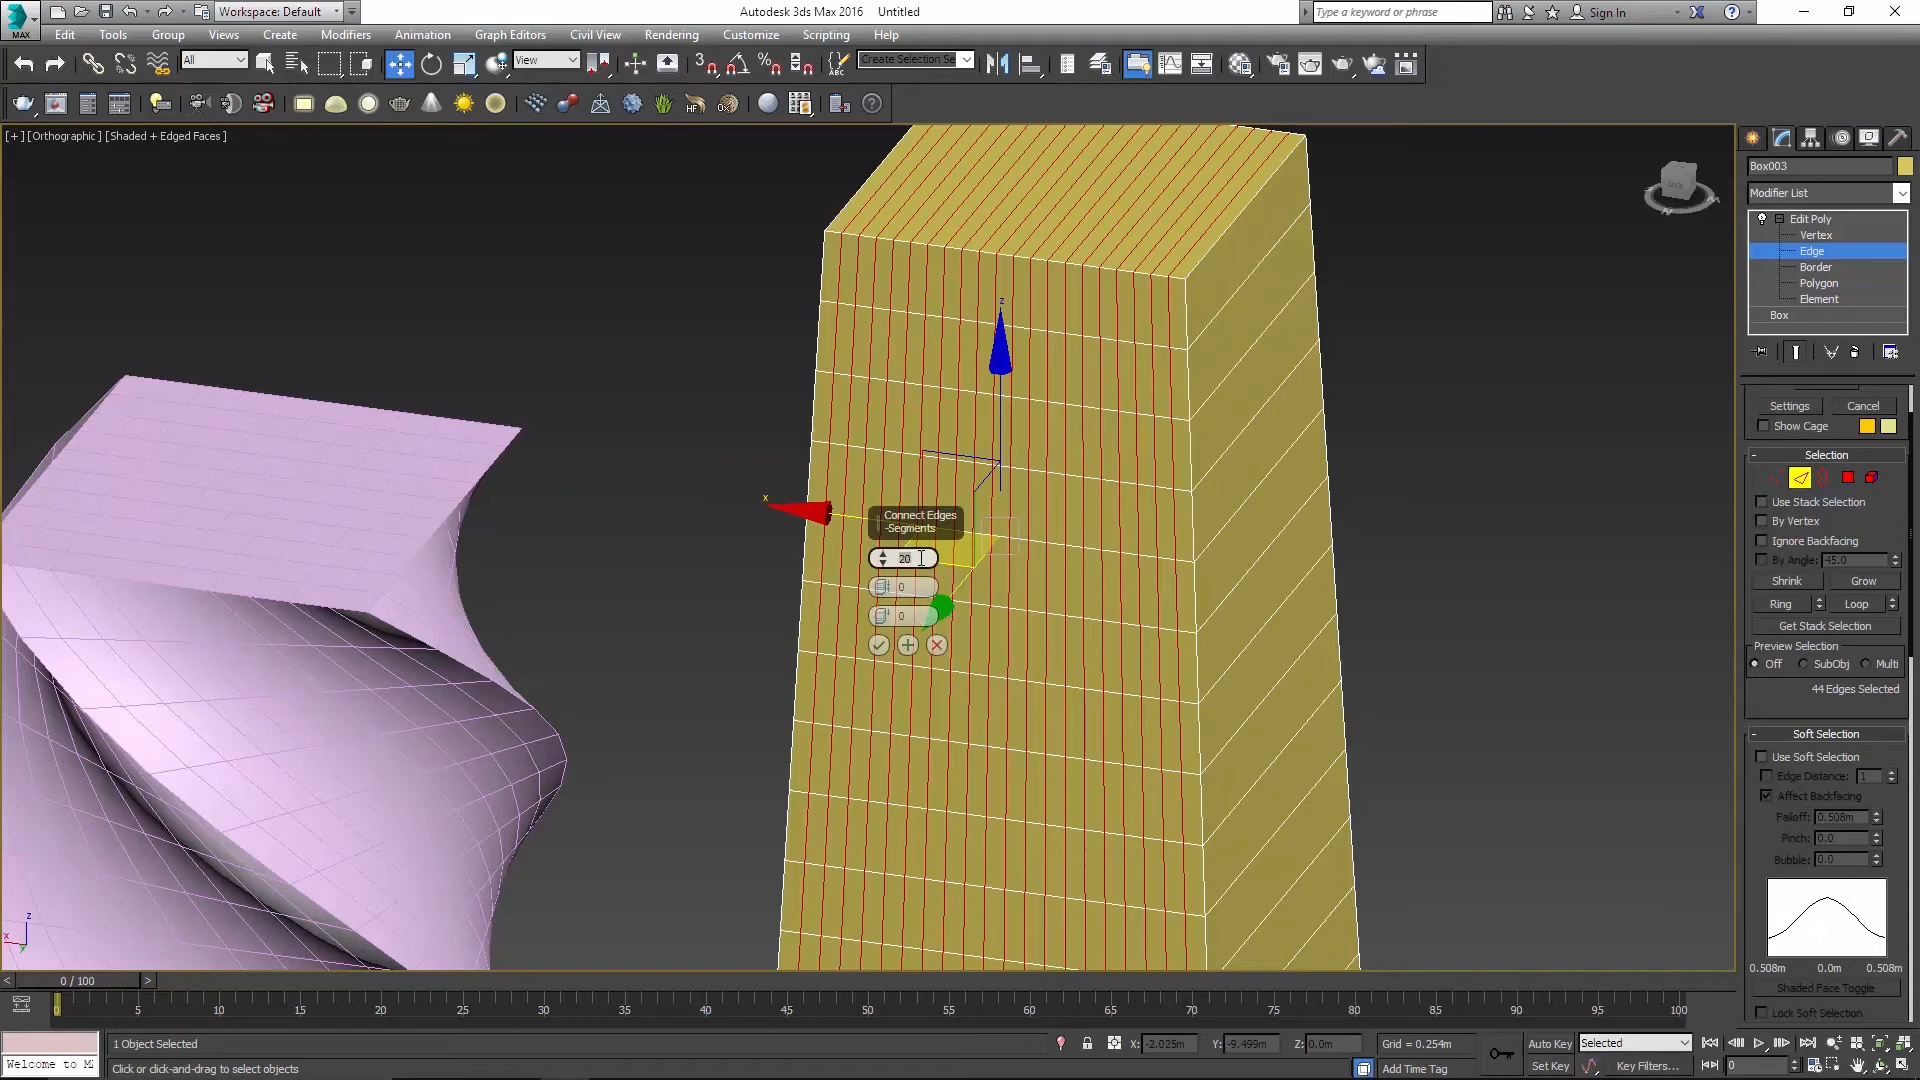 Workspace: Default
Autodesk 3ds Max 2016    Untitled
Type a keyword or phrase
Sign In
MAX
Edit Tools Group Views Create Modifiers Animation Graph Editors Civil View Rendering Customize Scripting Help
All
View
Create Selection Se
[+] [Orthographic] [Shaded + Edged Faces]
Box003
Modifier List
Edit Poly
Vertex
Edge
Border
Polygon
Element
Box
Settings Cancel
Show Cage
Selection
Use Stack Selection
By Vertex
Ignore Backfacing
By Angle: 45.0
Shrink Grow
Ring Loop
Get Stack Selection
Preview Selection
Off SubObj Multi
44 Edges Selected
Soft Selection
Use Soft Selection
Edge Distance: 1
Affect Backfacing
Falloff: 0.508m
Pinch: 0.0
Bubble: 0.0
0.508m 0.0m 0.508m
Shaded Face Toggle
Lock Soft Selection
z
x
Connect Edges
-Segments
20
0
0
z
x
y
< 0 / 100 >
0 5 10 15 20 25 30 35 40 45 50 55 60 65 70 75 80 85 90 95 100
1 Object Selected
X: -2.025m Y: -9.499m Z: 0.0m Grid = 0.254m
Auto Key Selected
Welcome to M
Click or click-and-drag to select objects
Add Time Tag
Set Key Key Filters... 0